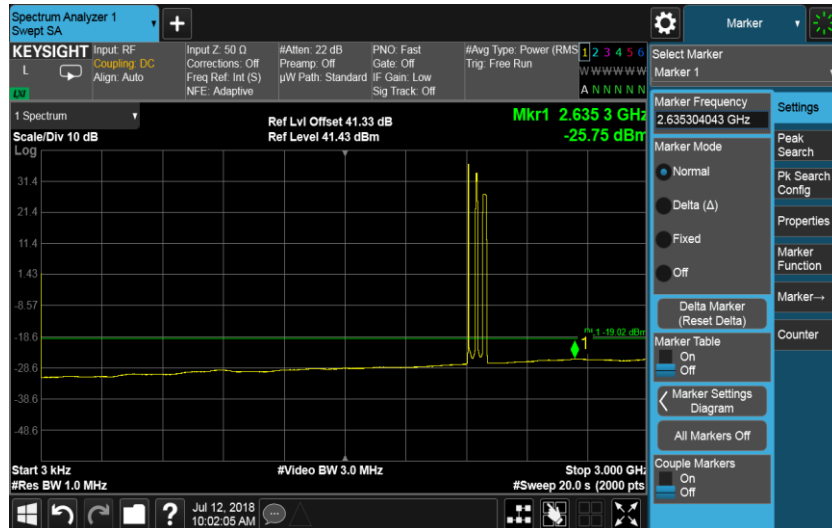 Spectrum Analyzer 1
Swept SA
+
Marker
KEYSIGHT
L
LXI
Input: RF
Coupling: DC
Align: Auto
Input Z: 50 Ω
Corrections: Off
Freq Ref: Int (S)
NFE: Adaptive
#Atten: 22 dB
Preamp: Off
µW Path: Standard
PNO: Fast
Gate: Off
IF Gain: Low
Sig Track: Off
#Avg Type: Power (RMS
Trig: Free Run
1 2 3 4 5 6
W W W W W W
A N N N N N
Select Marker
Marker 1
1 Spectrum
Scale/Div 10 dB
Log
Ref Lvl Offset 41.33 dB
Ref Level 41.43 dBm
Mkr1 2.635 3 GHz
-25.75 dBm
31.4
21.4
11.4
1.43
-8.57
-18.6
-28.6
-38.6
-48.6
1 -19.02 dBm
1
Start 3 kHz
#Res BW 1.0 MHz
#Video BW 3.0 MHz
Stop 3.000 GHz
#Sweep 20.0 s (2000 pts
Marker Frequency
2.635304043 GHz
Marker Mode
Normal
Delta (Δ)
Fixed
Off
Delta Marker
(Reset Delta)
Marker Table
On
Off
Marker Settings
Diagram
All Markers Off
Couple Markers
On
Off
Settings
Peak
Search
Pk Search
Config
Properties
Marker
Function
Marker→
Counter
?
Jul 12, 2018
10:02:05 AM